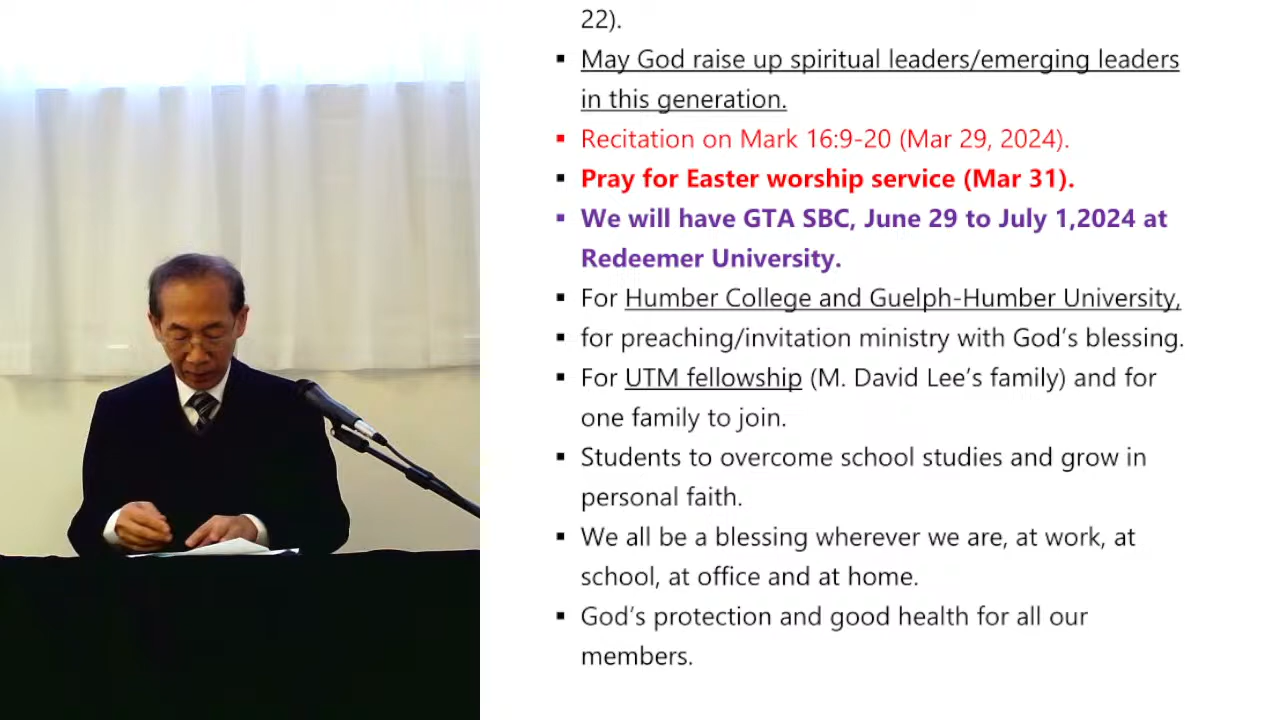 22).
▪ May God raise up spiritual leaders/emerging leaders
in this generation.
▪ Recitation on Mark 16:9-20 (Mar 29, 2024).
▪ Pray for Easter worship service (Mar 31).
▪ We will have GTA SBC, June 29 to July 1,2024 at
Redeemer University.
▪ For Humber College and Guelph-Humber University,
▪ for preaching/invitation ministry with God's blessing.
▪ For UTM fellowship (M. David Lee's family) and for
one family to join.
▪ Students to overcome school studies and grow in
personal faith.
▪ We all be a blessing wherever we are, at work, at
school, at office and at home.
▪ God's protection and good health for all our
members.